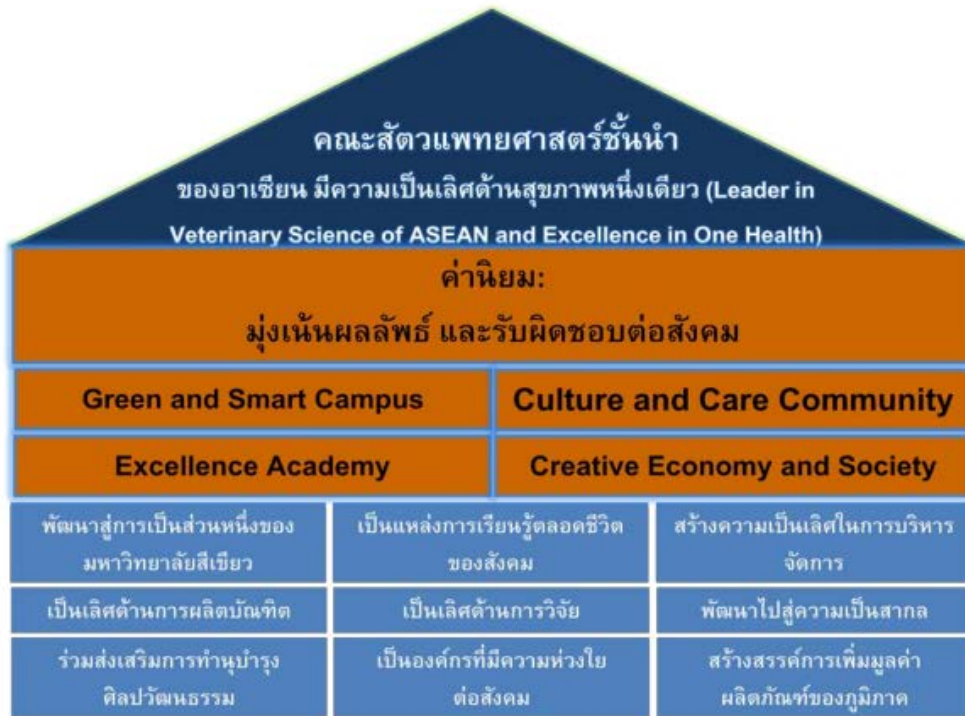 คณะสัตวแพทยศาสตร์ชั้นนำ
ของอาเซียน มีความเป็นเลิศด้านสุขภาพหนึ่งเดียว (Leader in
Veterinary Science of ASEAN and Excellence in One Health)
ค่านิยม:
มุ่งเน้นผลลัพธ์ และรับผิดชอบต่อสังคม
Green and Smart Campus
Culture and Care Community
Excellence Academy
Creative Economy and Society
พัฒนาสู่การเป็นส่วนหนึ่งของ
มหาวิทยาลัยสีเขียว
เป็นแหล่งการเรียนรู้ตลอดชีวิต
ของสังคม
สร้างความเป็นเลิศในการบริหาร
จัดการ
เป็นเลิศด้านการผลิตบัณฑิต
เป็นเลิศด้านการวิจัย
พัฒนาไปสู่ความเป็นสากล
ร่วมส่งเสริมการทำนุบำรุง
ศิลปวัฒนธรรม
เป็นองค์กรที่มีความห่วงใย
ต่อสังคม
สร้างสรรค์การเพิ่มมูลค่า
ผลิตภัณฑ์ของภูมิภาค